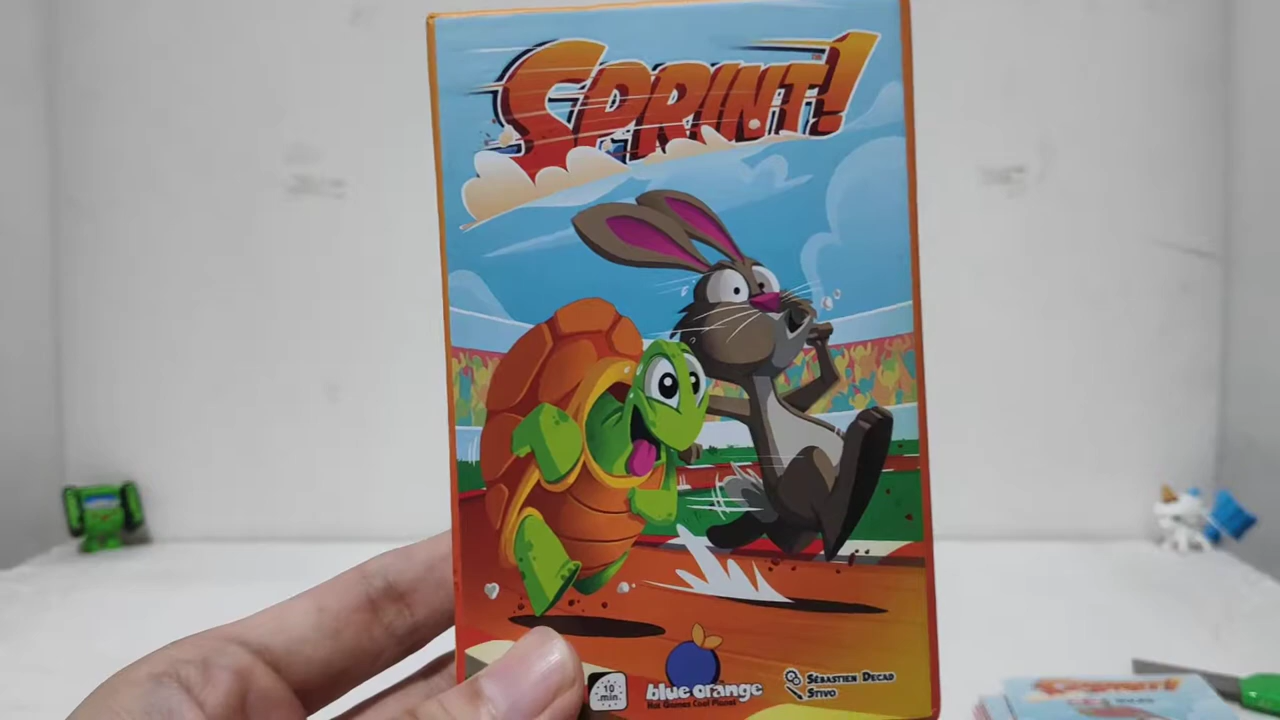 SPRINT!
10
min.
blue orange
Hot Games Cool Planet
SÉBASTIEN DECAD
STIVO